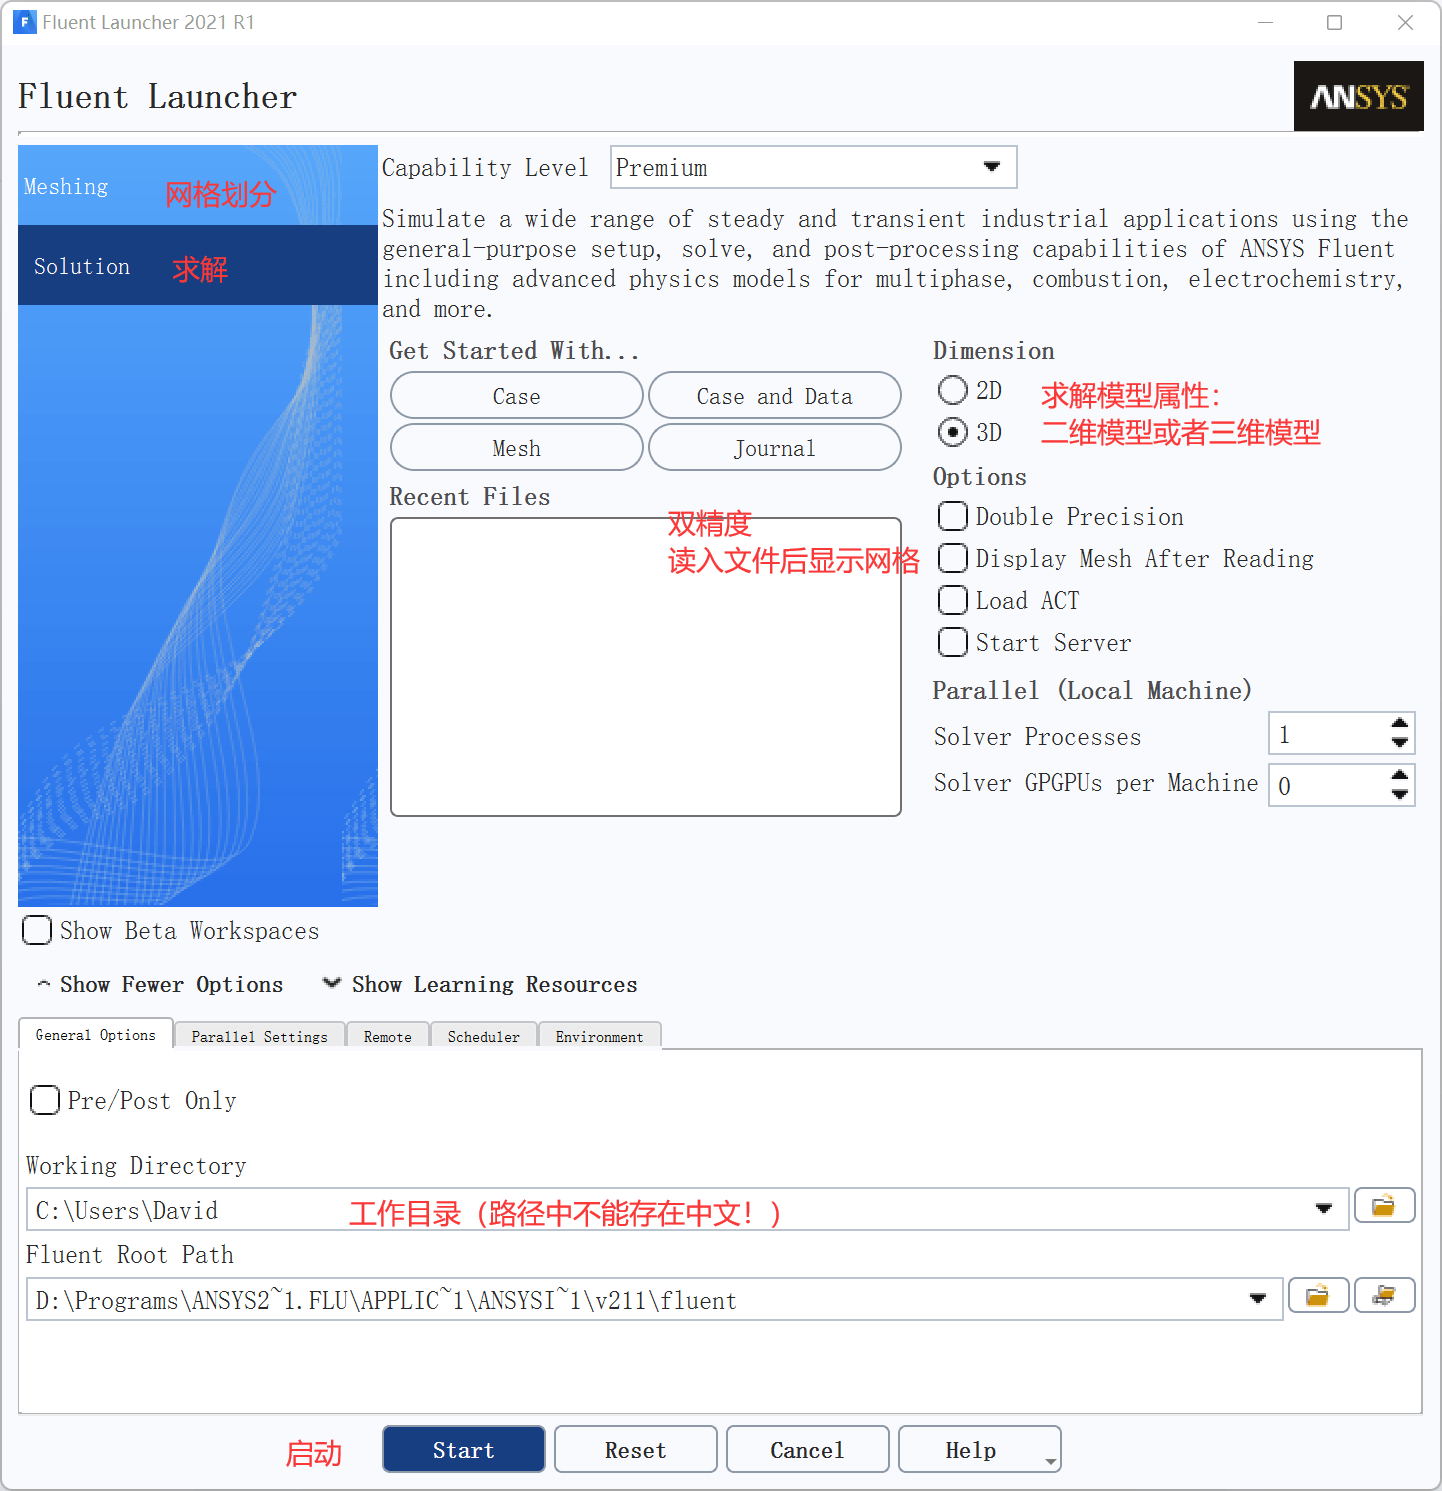 Fluent Launcher 2021 R1
Fluent Launcher
ANSYS
Meshing 网格划分
Solution 求解
Capability Level Premium
Simulate a wide range of steady and transient industrial applications using the
general-purpose setup, solve, and post-processing capabilities of ANSYS Fluent
including advanced physics models for multiphase, combustion, electrochemistry,
and more.
Get Started With...
Case
Case and Data
Mesh
Journal
Recent Files
双精度
读入文件后显示网格
Dimension
2D
3D
求解模型属性：
二维模型或者三维模型
Options
Double Precision
Display Mesh After Reading
Load ACT
Start Server
Parallel (Local Machine)
Solver Processes 1
Solver GPGPUs per Machine 0
Show Beta Workspaces
Show Fewer Options
Show Learning Resources
General Options
Parallel Settings
Remote
Scheduler
Environment
Pre/Post Only
Working Directory
C:\Users\David 工作目录（路径中不能存在中文！）
Fluent Root Path
D:\Programs\ANSYS2~1.FLU\APPLIC~1\ANSYSI~1\v211\fluent
启动
Start
Reset
Cancel
Help